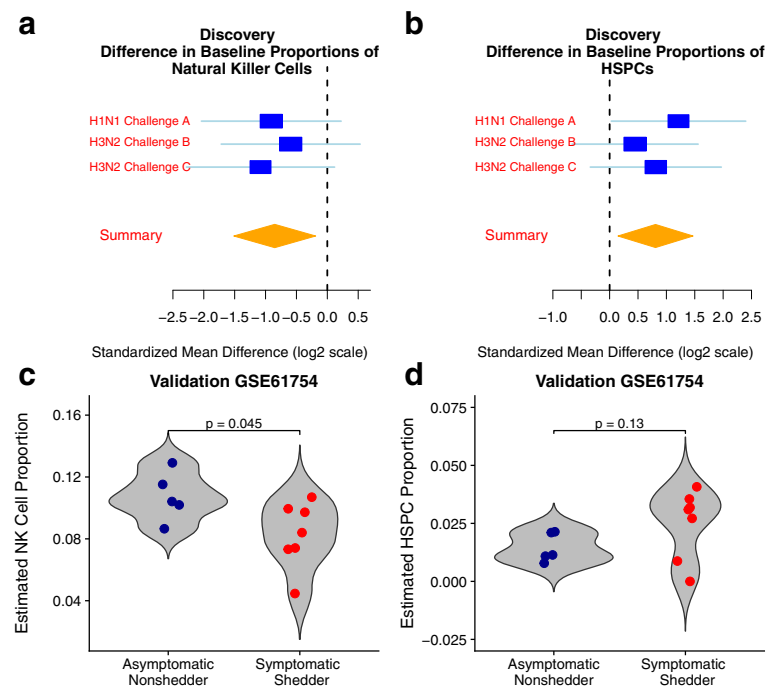 a
Discovery
Difference in Baseline Proportions of
Natural Killer Cells
H1N1 Challenge A
H3N2 Challenge B
H3N2 Challenge C
Summary
−2.5 −2.0 −1.5 −1.0 −0.5 0.0 0.5
Standardized Mean Difference (log2 scale)
b
Discovery
Difference in Baseline Proportions of
HSPCs
H1N1 Challenge A
H3N2 Challenge B
H3N2 Challenge C
Summary
−1.0 0.0 0.5 1.0 1.5 2.0 2.5
Standardized Mean Difference (log2 scale)
c
Validation GSE61754
Estimated NK Cell Proportion
0.16
0.12
0.08
0.04
p = 0.045
Asymptomatic
Nonshedder
Symptomatic
Shedder
d
Validation GSE61754
Estimated HSPC Proportion
0.075
0.050
0.025
0.000
−0.025
p = 0.13
Asymptomatic
Nonshedder
Symptomatic
Shedder